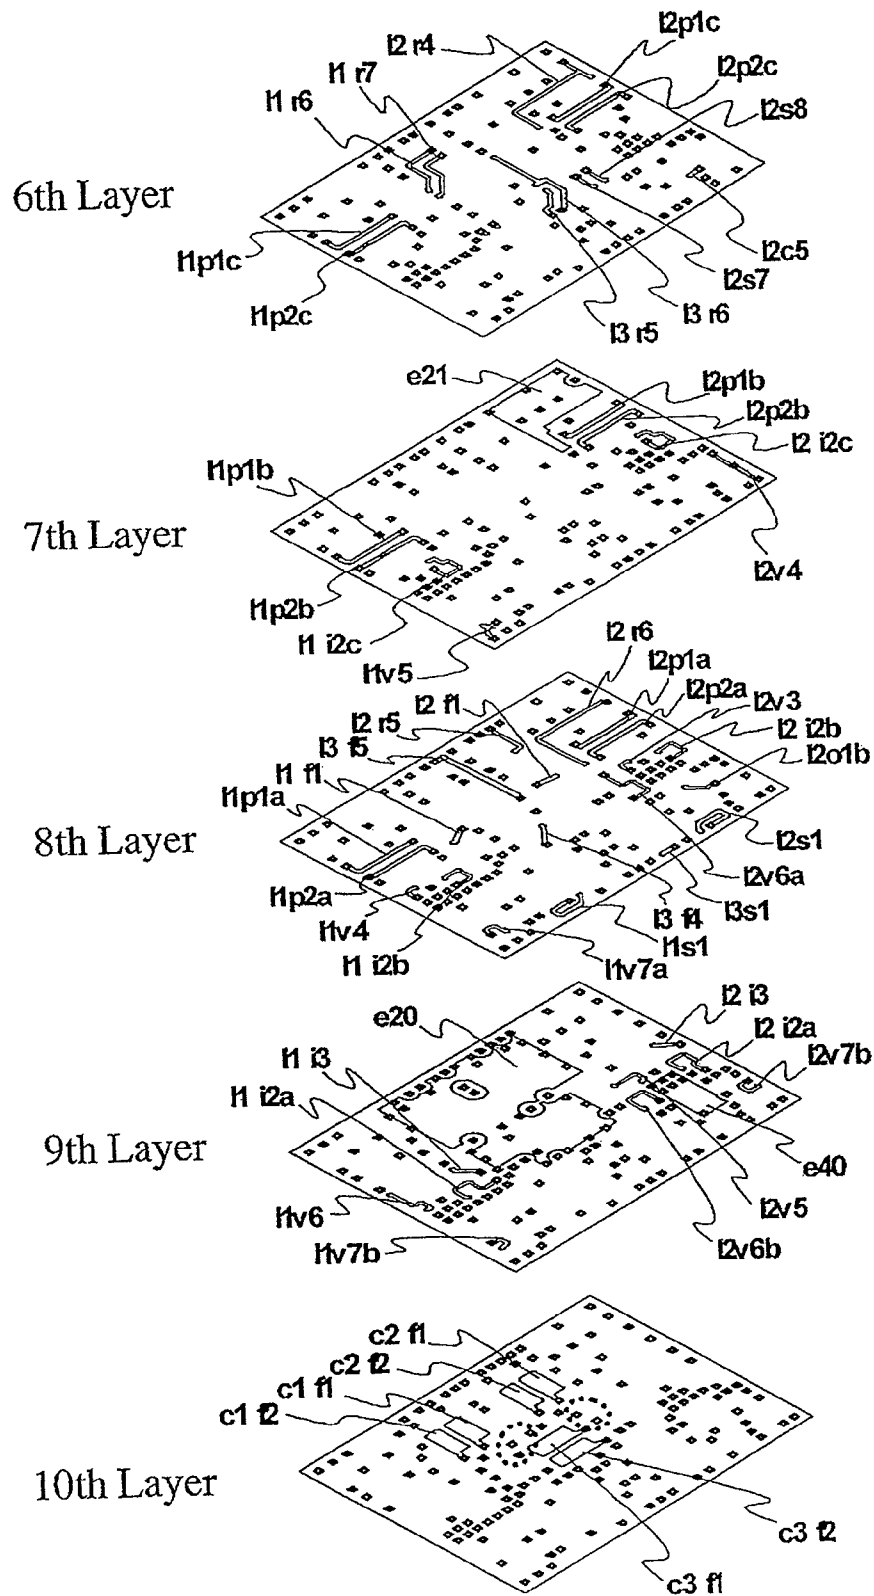 l2p1c
l2 r4
l1 r7
l2p2c
l1 r6
l2s8
6th Layer
l1p1c
l2c5
l2s7
l1p2c
l3 r6
l3 r5
e21
l2p1b
l2p2b
l2 i2c
l1p1b
7th Layer
l2v4
l1p2b
l1 i2c
l1v5
l2 r6
l2p1a
l2p2a
l2 f1
l2v3
l2 r5
l2 i2b
l3 f5
l2o1b
l1 f1
l1p1a
8th Layer
l2s1
l2v6a
l1p2a
l3s1
l1v4
l3 f4
l1s1
l1 i2b
l1v7a
l2 i3
e20
l2 i2a
l1 i3
l2v7b
l1 i2a
9th Layer
e40
l1v6
l2v5
l1v7b
l2v6b
c2 f1
c2 f2
c1 f1
c1 f2
10th Layer
c3 f2
c3 f1